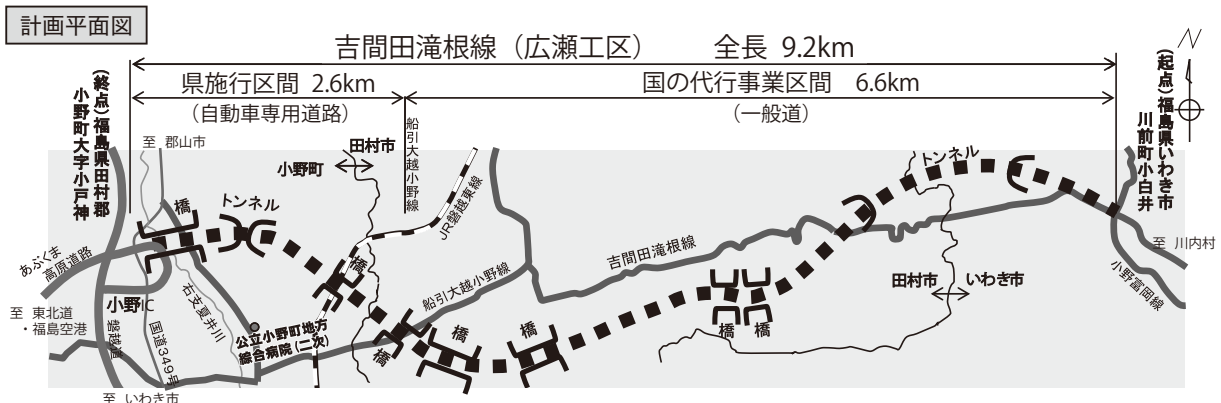 計画平面図
吉間田滝根線（広瀬工区）　全長 9.2km
県施行区間 2.6km
（自動車専用道路）
国の代行事業区間 6.6km
（一般道）
(終点)福島県田村郡
小野町大字小戸神
(起点)福島県いわき市
川前町小白井
N
至 郡山市
小野町
田村市
船引大越小野線
JR磐越東線
橋
トンネル
あぶくま
高原道路
小野IC
至 東北道
・福島空港
磐越道
国道349号
右支夏井川
公立小野町地方
綜合病院(二次)
至 いわき市
橋
橋
船引大越小野線
橋
橋
吉間田滝根線
橋
橋
トンネル
田村市
いわき市
至 川内村
小野富岡線